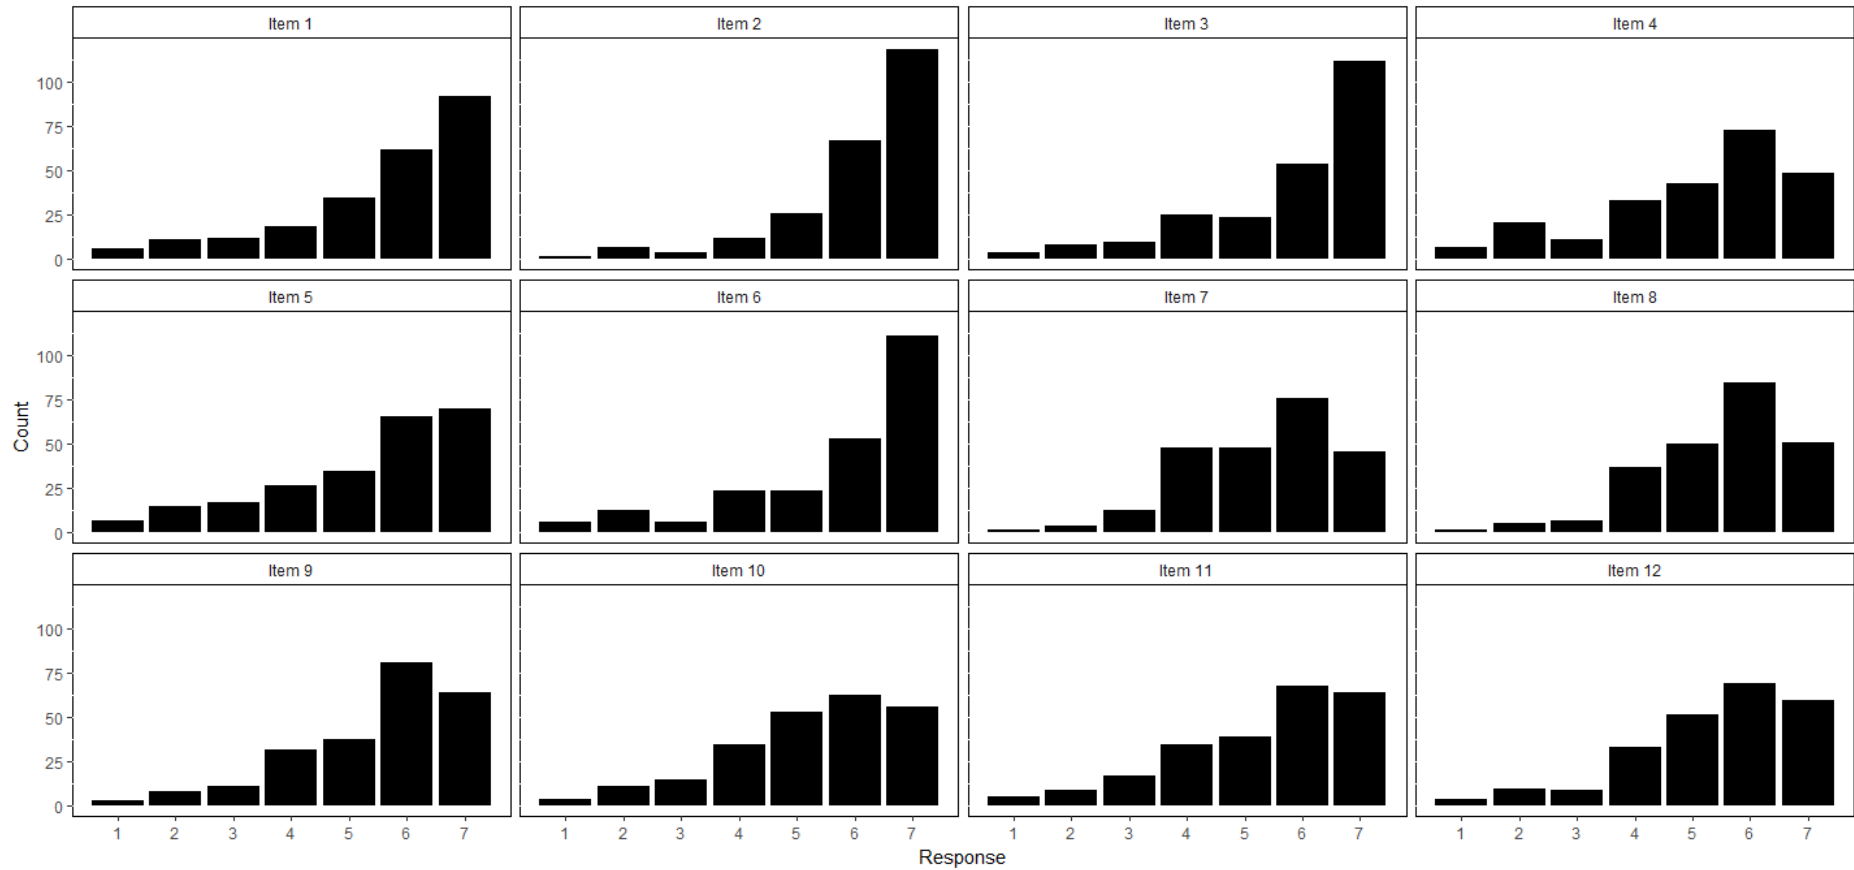 Item 1
Item 2
Item 3
Item 4
100
75
50
25
0
Item 5
Item 6
Item 7
Item 8
Count
100
75
50
25
0
Item 9
Item 10
Item 11
Item 12
100
75
50
25
0
1 2 3 4 5 6 7
1 2 3 4 5 6 7
1 2 3 4 5 6 7
1 2 3 4 5 6 7
Response